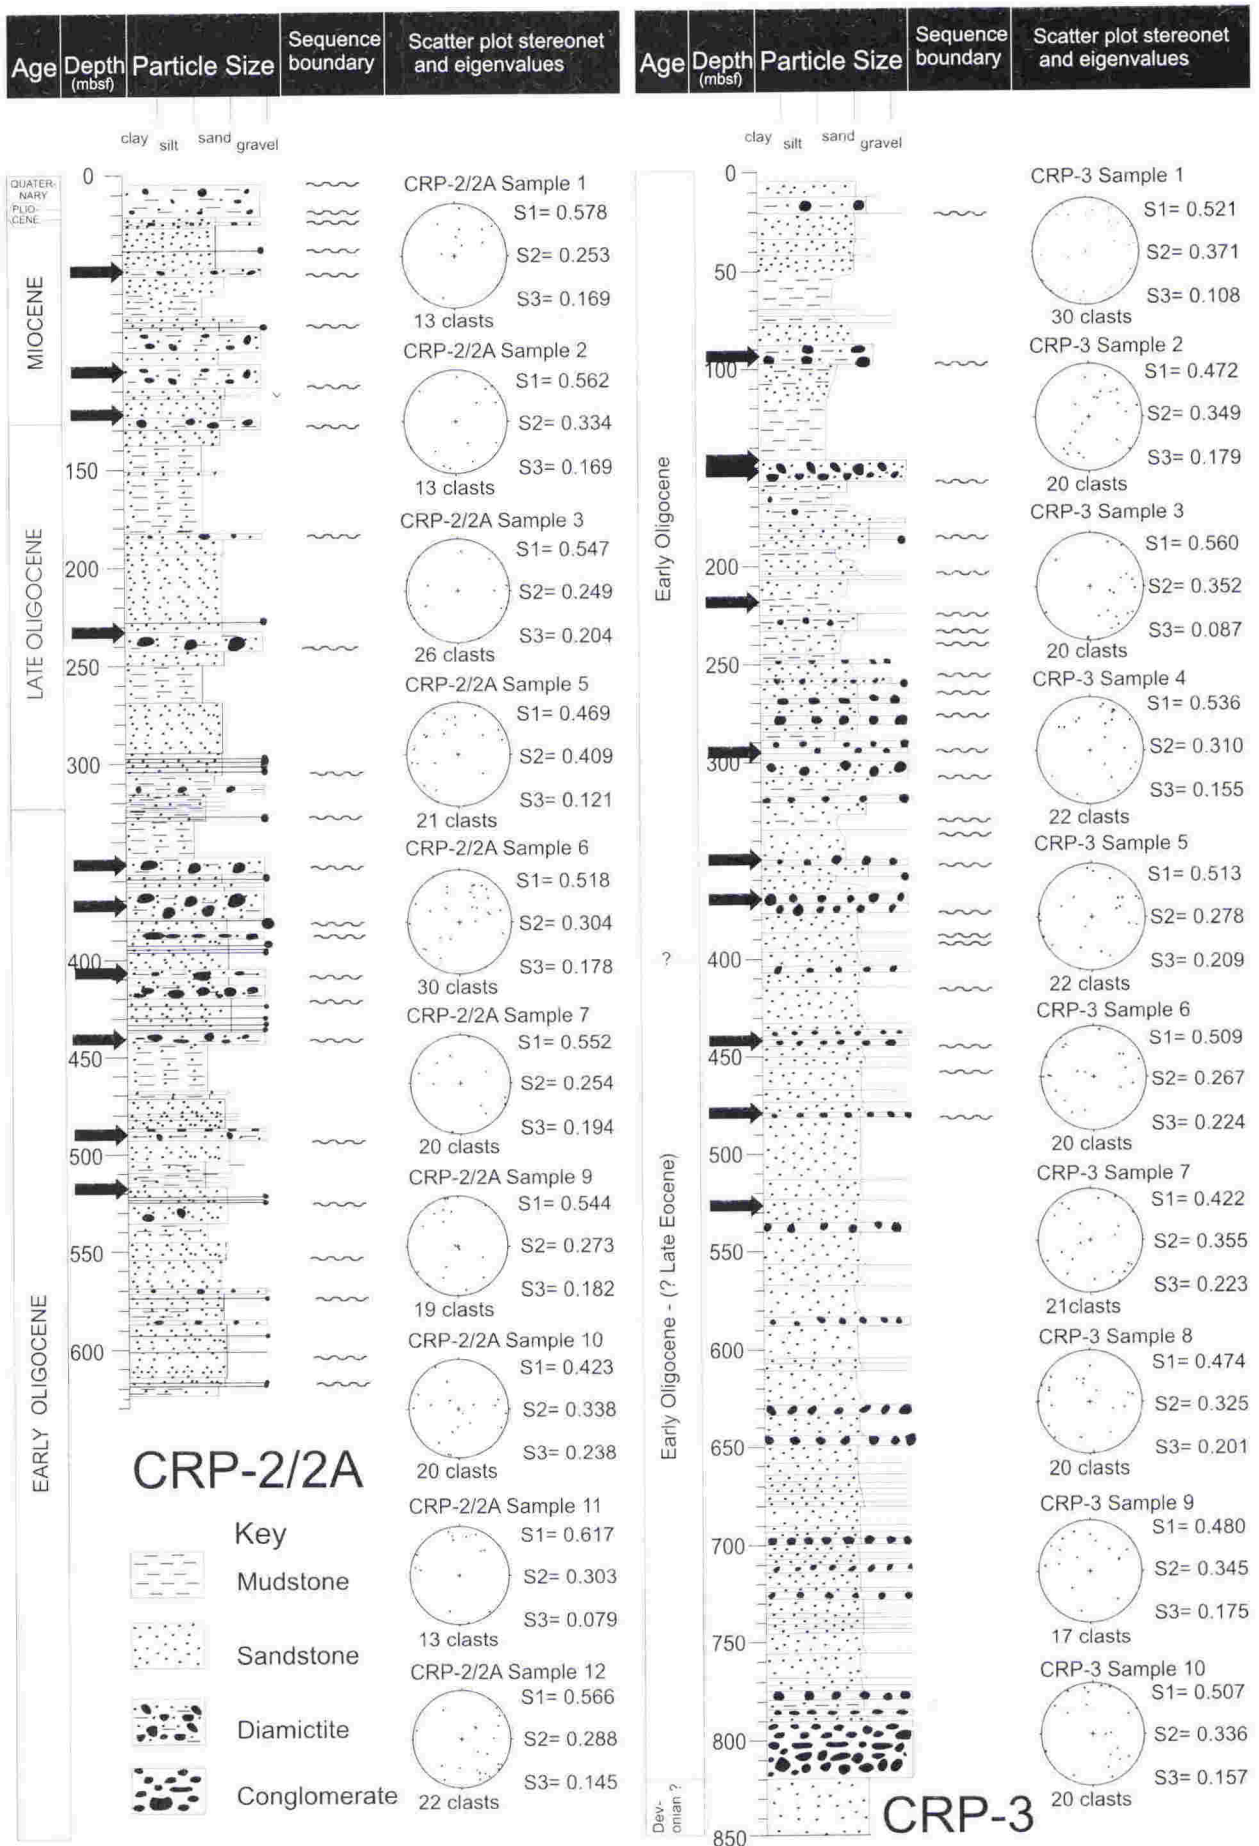 Age
Depth
(mbsf)
Particle Size
Sequence
boundary
Scatter plot stereonet
and eigenvalues
clay silt sand gravel
QUATER-
NARY
PLIO-
CENE
MIOCENE
LATE OLIGOCENE
EARLY OLIGOCENE
0
150
200
250
300
400
450
500
550
600
CRP-2/2A Sample 1
S1= 0.578
S2= 0.253
S3= 0.169
13 clasts
CRP-2/2A Sample 2
S1= 0.562
S2= 0.334
S3= 0.169
13 clasts
CRP-2/2A Sample 3
S1= 0.547
S2= 0.249
S3= 0.204
26 clasts
CRP-2/2A Sample 5
S1= 0.469
S2= 0.409
S3= 0.121
21 clasts
CRP-2/2A Sample 6
S1= 0.518
S2= 0.304
S3= 0.178
30 clasts
CRP-2/2A Sample 7
S1= 0.552
S2= 0.254
S3= 0.194
20 clasts
CRP-2/2A Sample 9
S1= 0.544
S2= 0.273
S3= 0.182
19 clasts
CRP-2/2A Sample 10
S1= 0.423
S2= 0.338
S3= 0.238
20 clasts
CRP-2/2A Sample 11
S1= 0.617
S2= 0.303
S3= 0.079
13 clasts
CRP-2/2A Sample 12
S1= 0.566
S2= 0.288
S3= 0.145
22 clasts
CRP-2/2A
Key
Mudstone
Sandstone
Diamictite
Conglomerate
Age
Depth
(mbsf)
Particle Size
Sequence
boundary
Scatter plot stereonet
and eigenvalues
clay silt sand gravel
Early Oligocene
?
Early Oligocene - (? Late Eocene)
Dev-
onian ?
0
50
100
200
250
300
400
450
500
550
600
650
700
750
800
850
CRP-3 Sample 1
S1= 0.521
S2= 0.371
S3= 0.108
30 clasts
CRP-3 Sample 2
S1= 0.472
S2= 0.349
S3= 0.179
20 clasts
CRP-3 Sample 3
S1= 0.560
S2= 0.352
S3= 0.087
20 clasts
CRP-3 Sample 4
S1= 0.536
S2= 0.310
S3= 0.155
22 clasts
CRP-3 Sample 5
S1= 0.513
S2= 0.278
S3= 0.209
22 clasts
CRP-3 Sample 6
S1= 0.509
S2= 0.267
S3= 0.224
20 clasts
CRP-3 Sample 7
S1= 0.422
S2= 0.355
S3= 0.223
21clasts
CRP-3 Sample 8
S1= 0.474
S2= 0.325
S3= 0.201
20 clasts
CRP-3 Sample 9
S1= 0.480
S2= 0.345
S3= 0.175
17 clasts
CRP-3 Sample 10
S1= 0.507
S2= 0.336
S3= 0.157
20 clasts
CRP-3